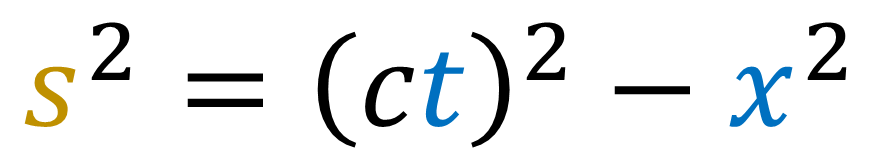 s² = (ct)² − x²